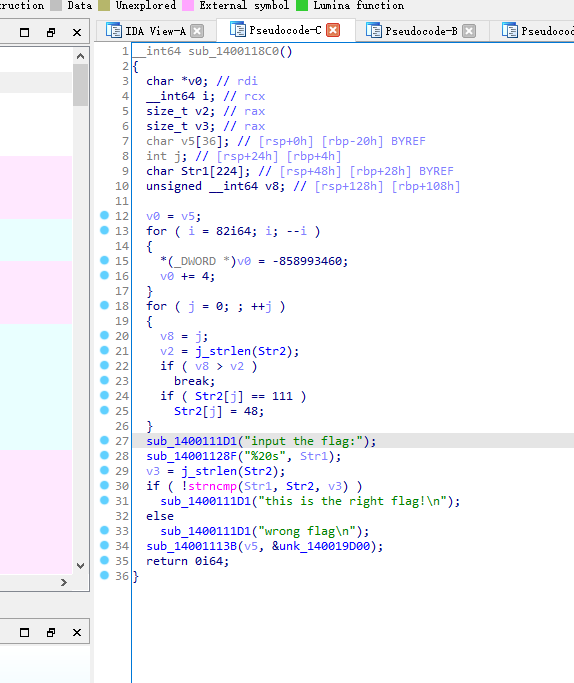 ruction Data Unexplored External symbol Lumina function
IDA View-A Pseudocode-C Pseudocode-B Pseudocod
1 __int64 sub_1400118C0()
2 {
3 char *v0; // rdi
4 __int64 i; // rcx
5 size_t v2; // rax
6 size_t v3; // rax
7 char v5[36]; // [rsp+0h] [rbp-20h] BYREF
8 int j; // [rsp+24h] [rbp+4h]
9 char Str1[224]; // [rsp+48h] [rbp+28h] BYREF
10 unsigned __int64 v8; // [rsp+128h] [rbp+108h]
11
12 v0 = v5;
13 for ( i = 82i64; i; --i )
14 {
15 *(_DWORD *)v0 = -858993460;
16 v0 += 4;
17 }
18 for ( j = 0; ; ++j )
19 {
20 v8 = j;
21 v2 = j_strlen(Str2);
22 if ( v8 > v2 )
23 break;
24 if ( Str2[j] == 111 )
25 Str2[j] = 48;
26 }
27 sub_1400111D1("input the flag:");
28 sub_14001128F("%20s", Str1);
29 v3 = j_strlen(Str2);
30 if ( !strncmp(Str1, Str2, v3) )
31 sub_1400111D1("this is the right flag!\n");
32 else
33 sub_1400111D1("wrong flag\n");
34 sub_14001113B(v5, &unk_140019D00);
35 return 0i64;
36 }